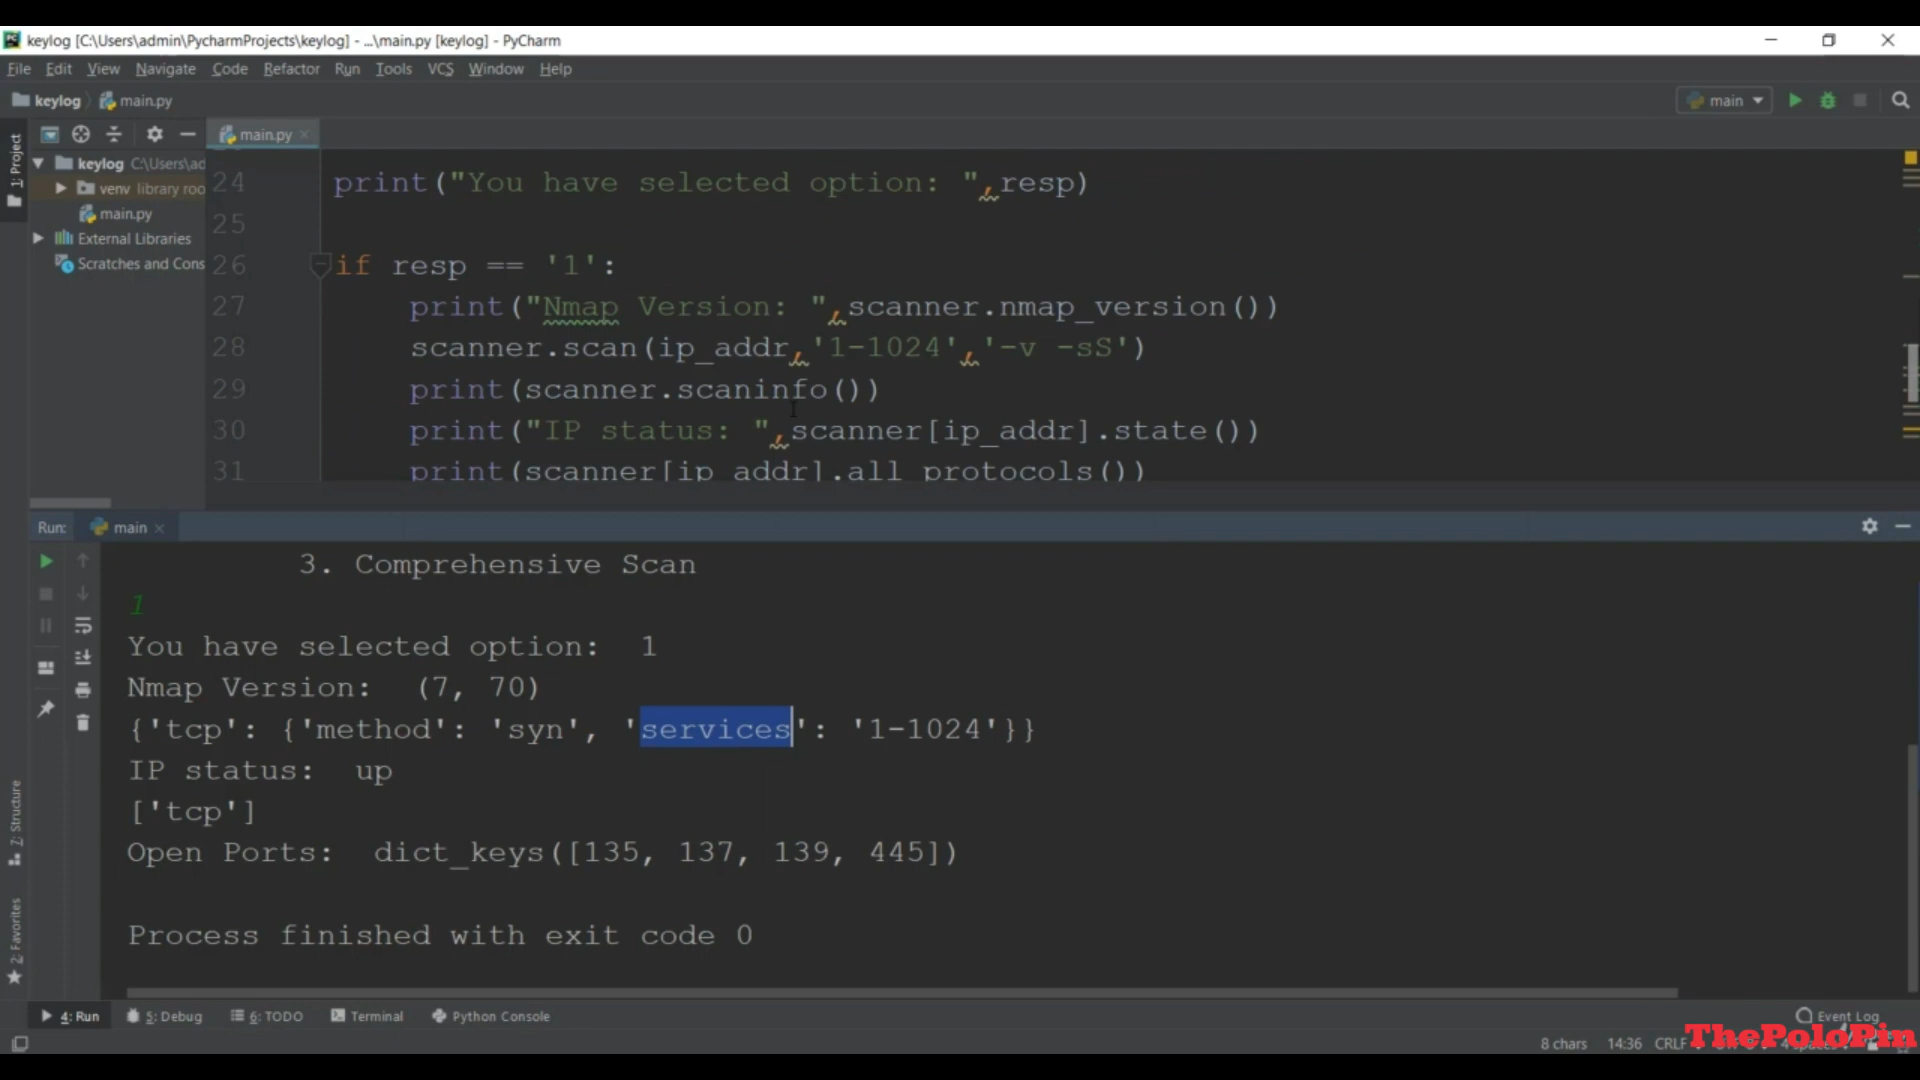 keylog [C:\Users\admin\PycharmProjects\keylog] - ...\main.py [keylog] - PyCharm
File Edit View Navigate Code Refactor Run Tools VCS Window Help
keylog main.py
main
1: Project
main.py
keylog C:\Users\ad
venv library roo
main.py
External Libraries
Scratches and Cons
24 print("You have selected option: ",resp)
25
26 if resp == '1':
27 print("Nmap Version: ",scanner.nmap_version())
28 scanner.scan(ip_addr,'1-1024','-v -sS')
29 print(scanner.scaninfo())
30 print("IP status: ",scanner[ip_addr].state())
31 print(scanner[ip_addr].all_protocols())
Run: main
3. Comprehensive Scan
1
You have selected option:  1
Nmap Version:  (7, 70)
{'tcp': {'method': 'syn', 'services': '1-1024'}}
IP status:  up
['tcp']
Open Ports:  dict_keys([135, 137, 139, 445])
Process finished with exit code 0
Z: Structure
2: Favorites
4: Run 5: Debug 6: TODO Terminal Python Console Event Log
8 chars 14:36 CRLF
ThePoloPin